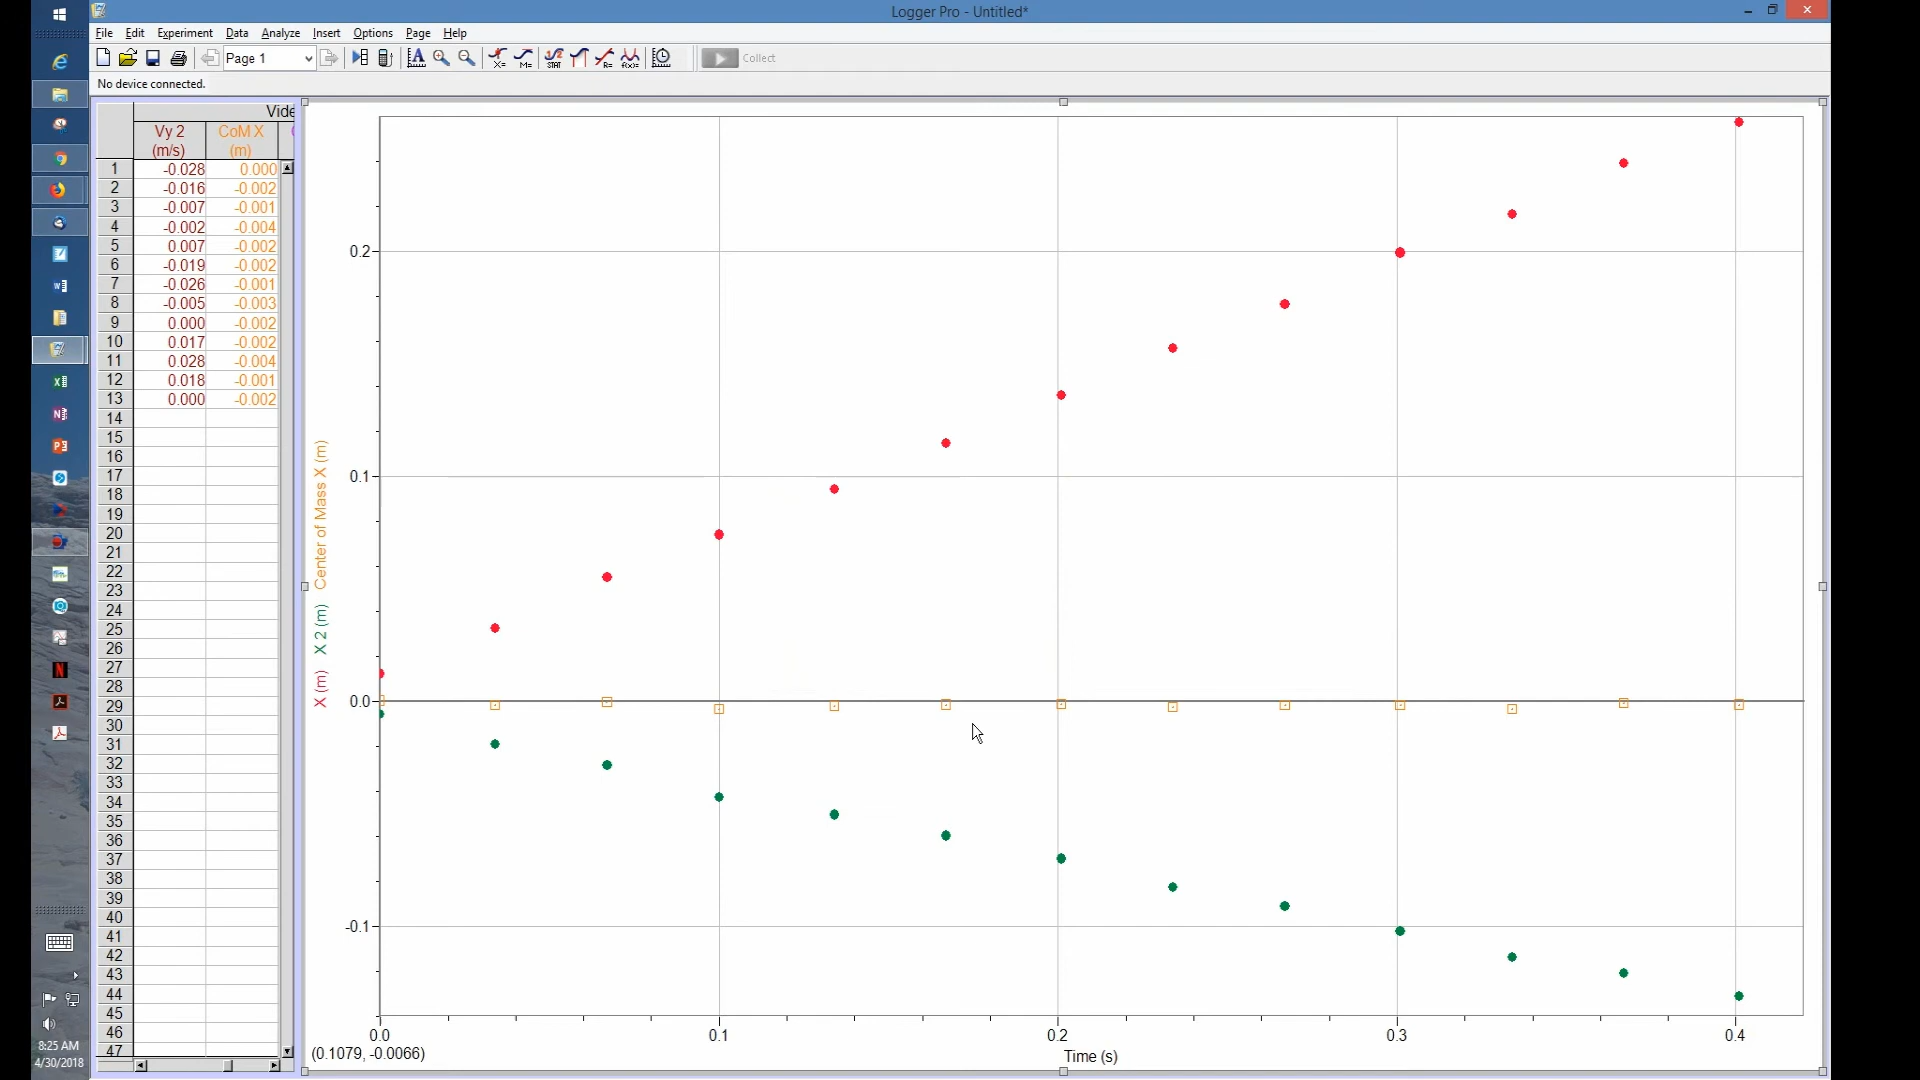 Logger Pro - Untitled*
File Edit Experiment Data Analyze Insert Options Page Help
Page 1
Collect
No device connected.
Vide
Vy 2 CoM X
(m/s) (m)
1 -0.028 0.000
2 -0.016 -0.002
3 -0.007 -0.001
4 -0.002 -0.004
5 0.007 -0.002
6 -0.019 -0.002
7 -0.026 -0.001
8 -0.005 -0.003
9 0.000 -0.002
10 0.017 -0.002
11 0.028 -0.004
12 0.018 -0.001
13 0.000 -0.002
14
15
16
17
18
19
20
21
22
23
24
25
26
27
28
29
30
31
32
33
34
35
36
37
38
39
40
41
42
43
44
45
46
47
X (m) X 2 (m) Center of Mass X (m)
0.2
0.1
0.0
-0.1
0.0 0.1 0.2 0.3 0.4
(0.1079, -0.0066)
Time (s)
8:25 AM
4/30/2018